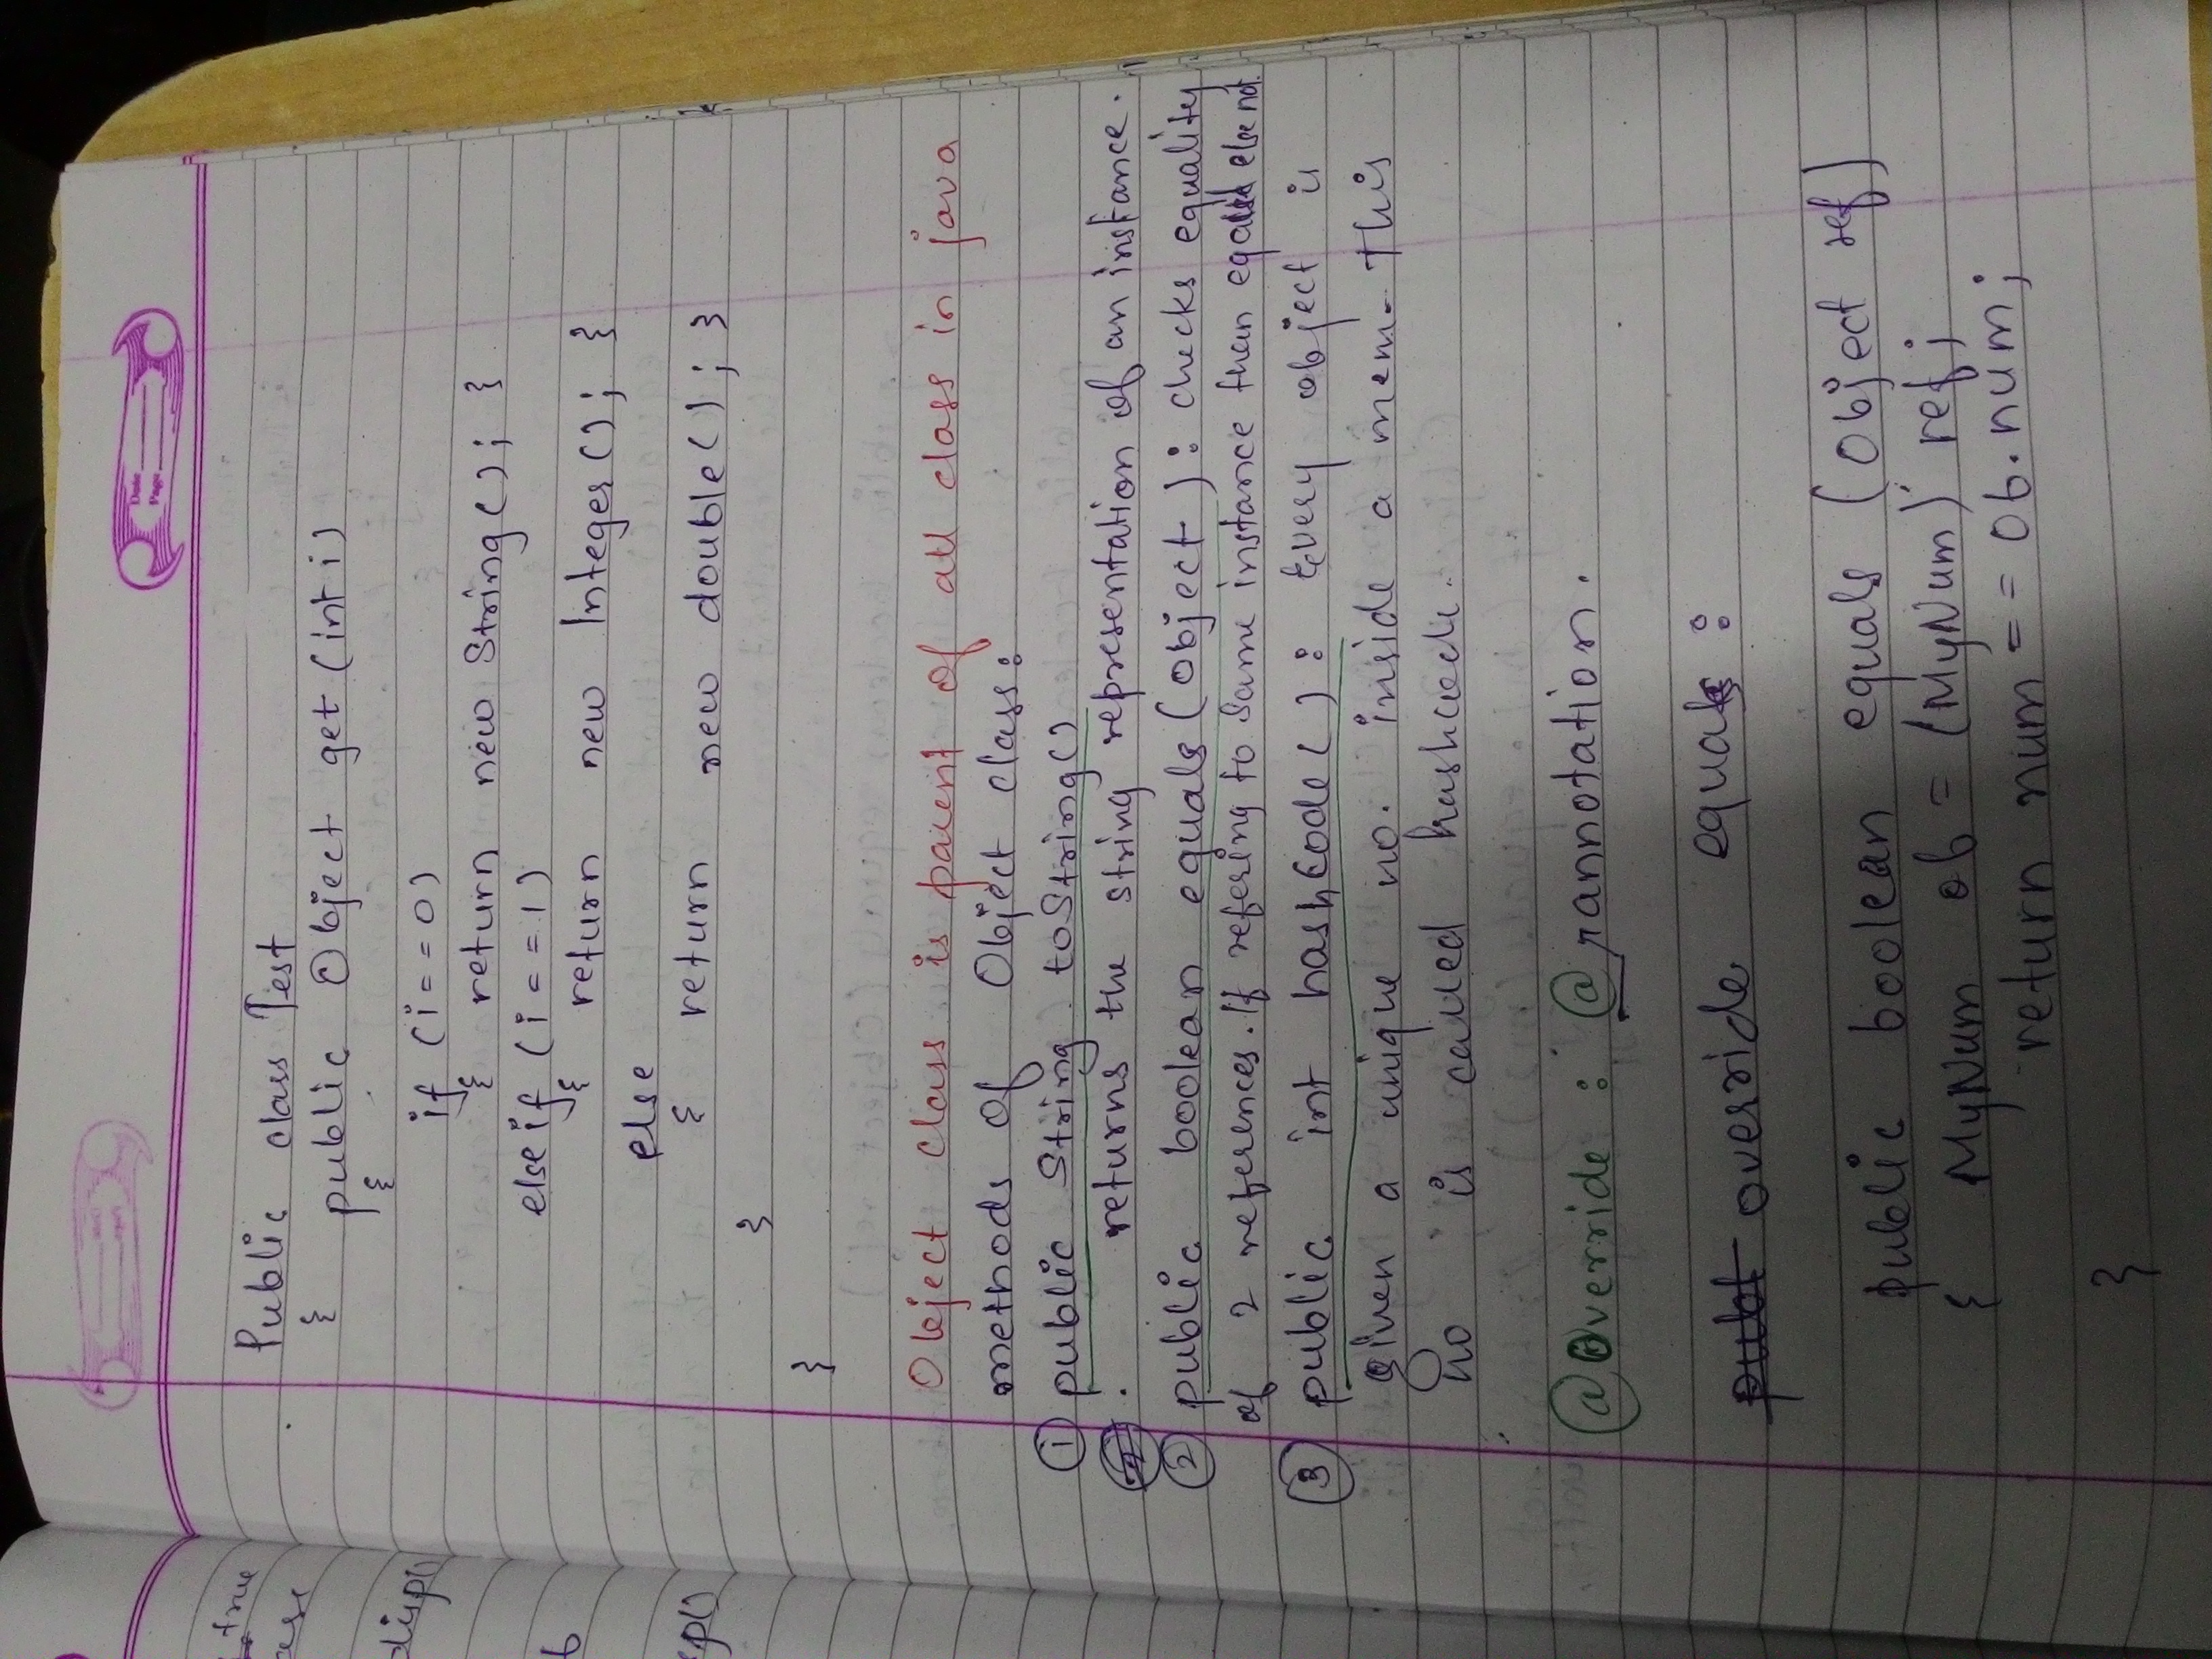 Date
Page
true
ase
disp()
b
sp()
Public class Test
{ public Object get (int i)
{
if (i==0)
{ return new String(); }
else if (i==1)
{ return new Integer(); }
else
{ return new double(); }
}
}
Object class is parent of all class in java
methods of Object class:
① public String toString()
returns the string representation of an instance.
② public boolean equals(object): checks equality
of 2 references. If refering to same instance than else not.
③ public int hashCode(): Every object is
given a unique no. inside a mem. This
no is called hashcode.
@Override : @ annotation.
override equals:
public boolean equals (Object ref)
{ MyNum ob = (MyNum) ref;
return num == ob.num;
}